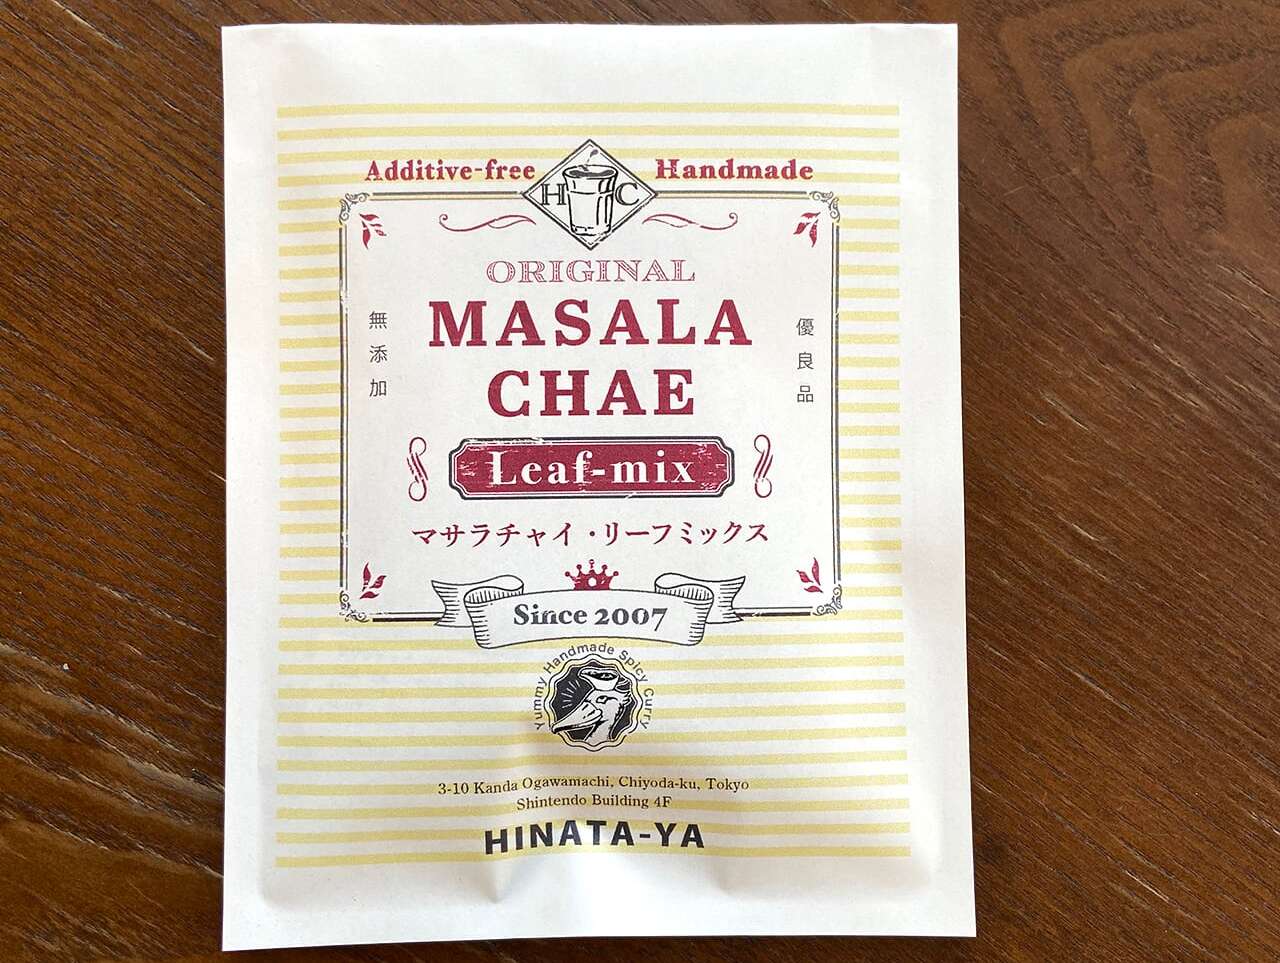 Additive-free Handmade
H C
ORIGINAL
MASALA
CHAE
無添加
優良品
Leaf-mix
マサラチャイ・リーフミックス
Since 2007
Yummy Handmade Spicy Curry
3-10 Kanda Ogawamachi, Chiyoda-ku, Tokyo
Shintendo Building 4F
HINATA-YA